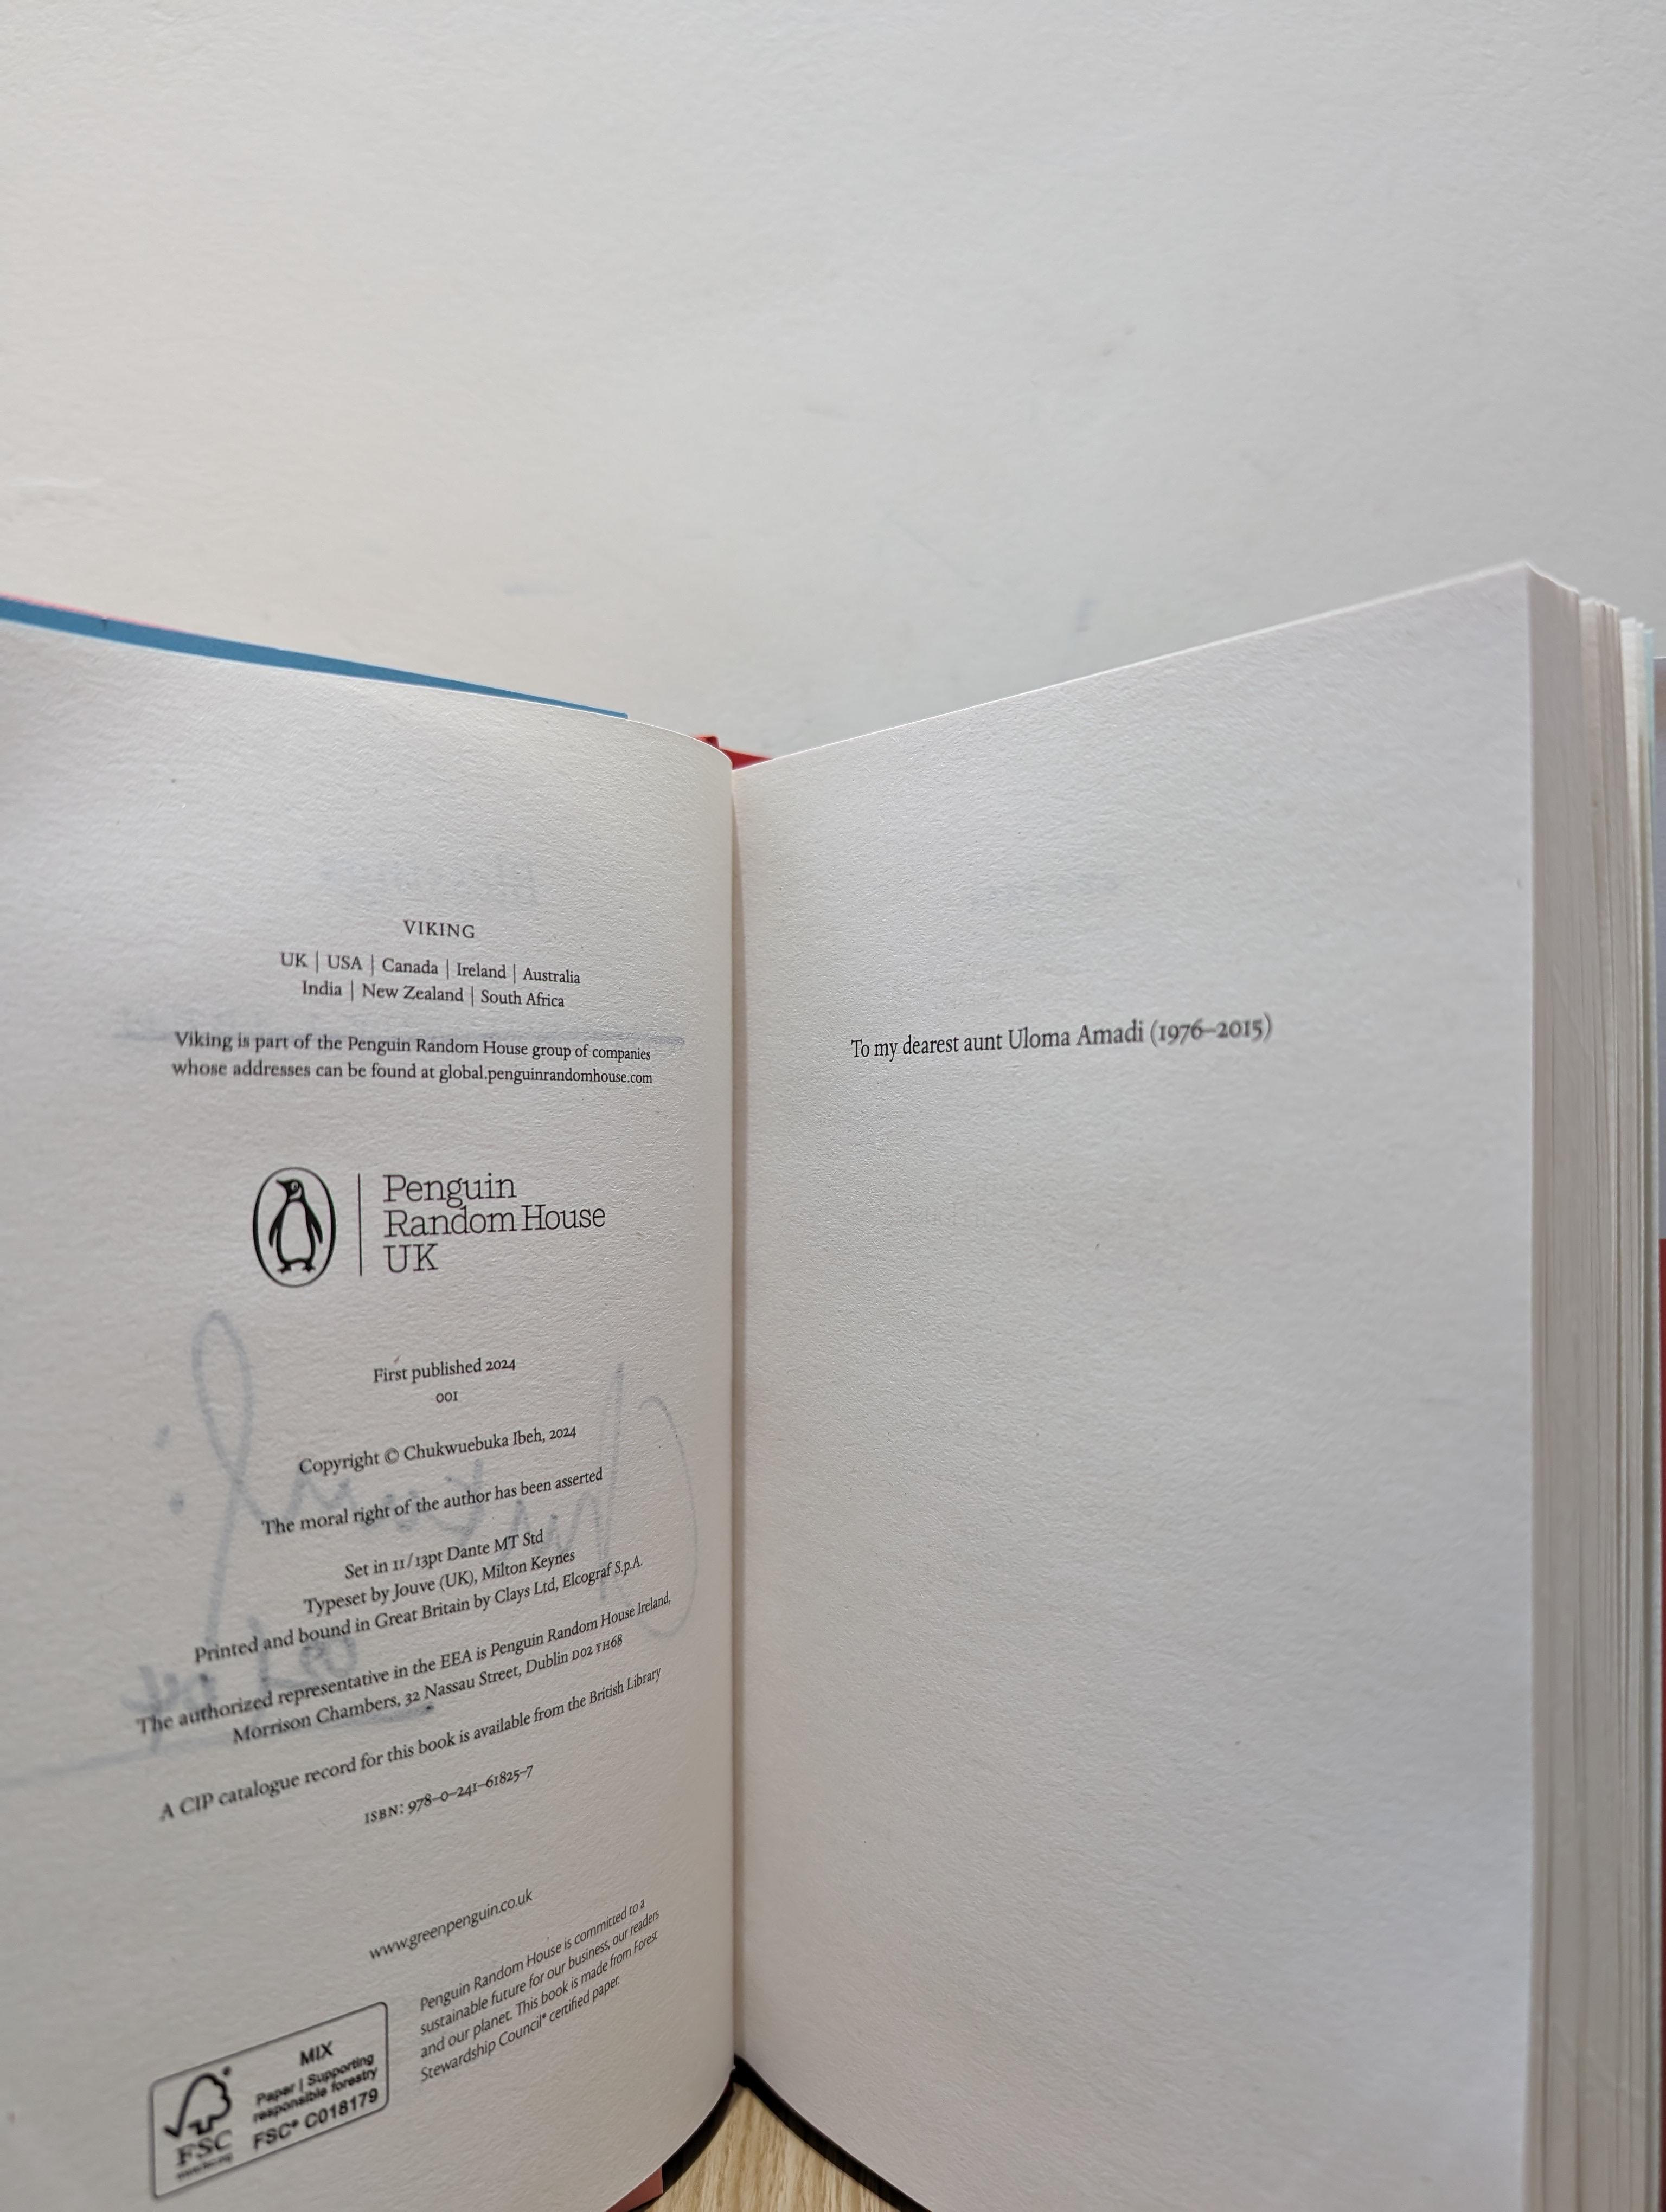 VIKING
UK | USA | Canada | Ireland | Australia
India | New Zealand | South Africa
Viking is part of the Penguin Random House group of companies
whose addresses can be found at global.penguinrandomhouse.com
Penguin
Random House
UK
First published 2024
001
Copyright © Chukwuebuka Ibeh, 2024
The moral right of the author has been asserted
Set in 11/13pt Dante MT Std
Typeset by Jouve (UK), Milton Keynes
Printed and bound in Great Britain by Clays Ltd, Elcograf S.p.A.
The authorized representative in the EEA is Penguin Random House Ireland,
Morrison Chambers, 32 Nassau Street, Dublin D02 YH68
A CIP catalogue record for this book is available from the British Library
ISBN: 978-0-241-61825-7
www.greenpenguin.co.uk
Penguin Random House is committed to a
sustainable future for our business, our readers
and our planet. This book is made from Forest
Stewardship Council® certified paper.
MIX
Paper | Supporting
responsible forestry
FSC® C018179
FSC
www.fsc.org
To my dearest aunt Uloma Amadi (1976–2015)